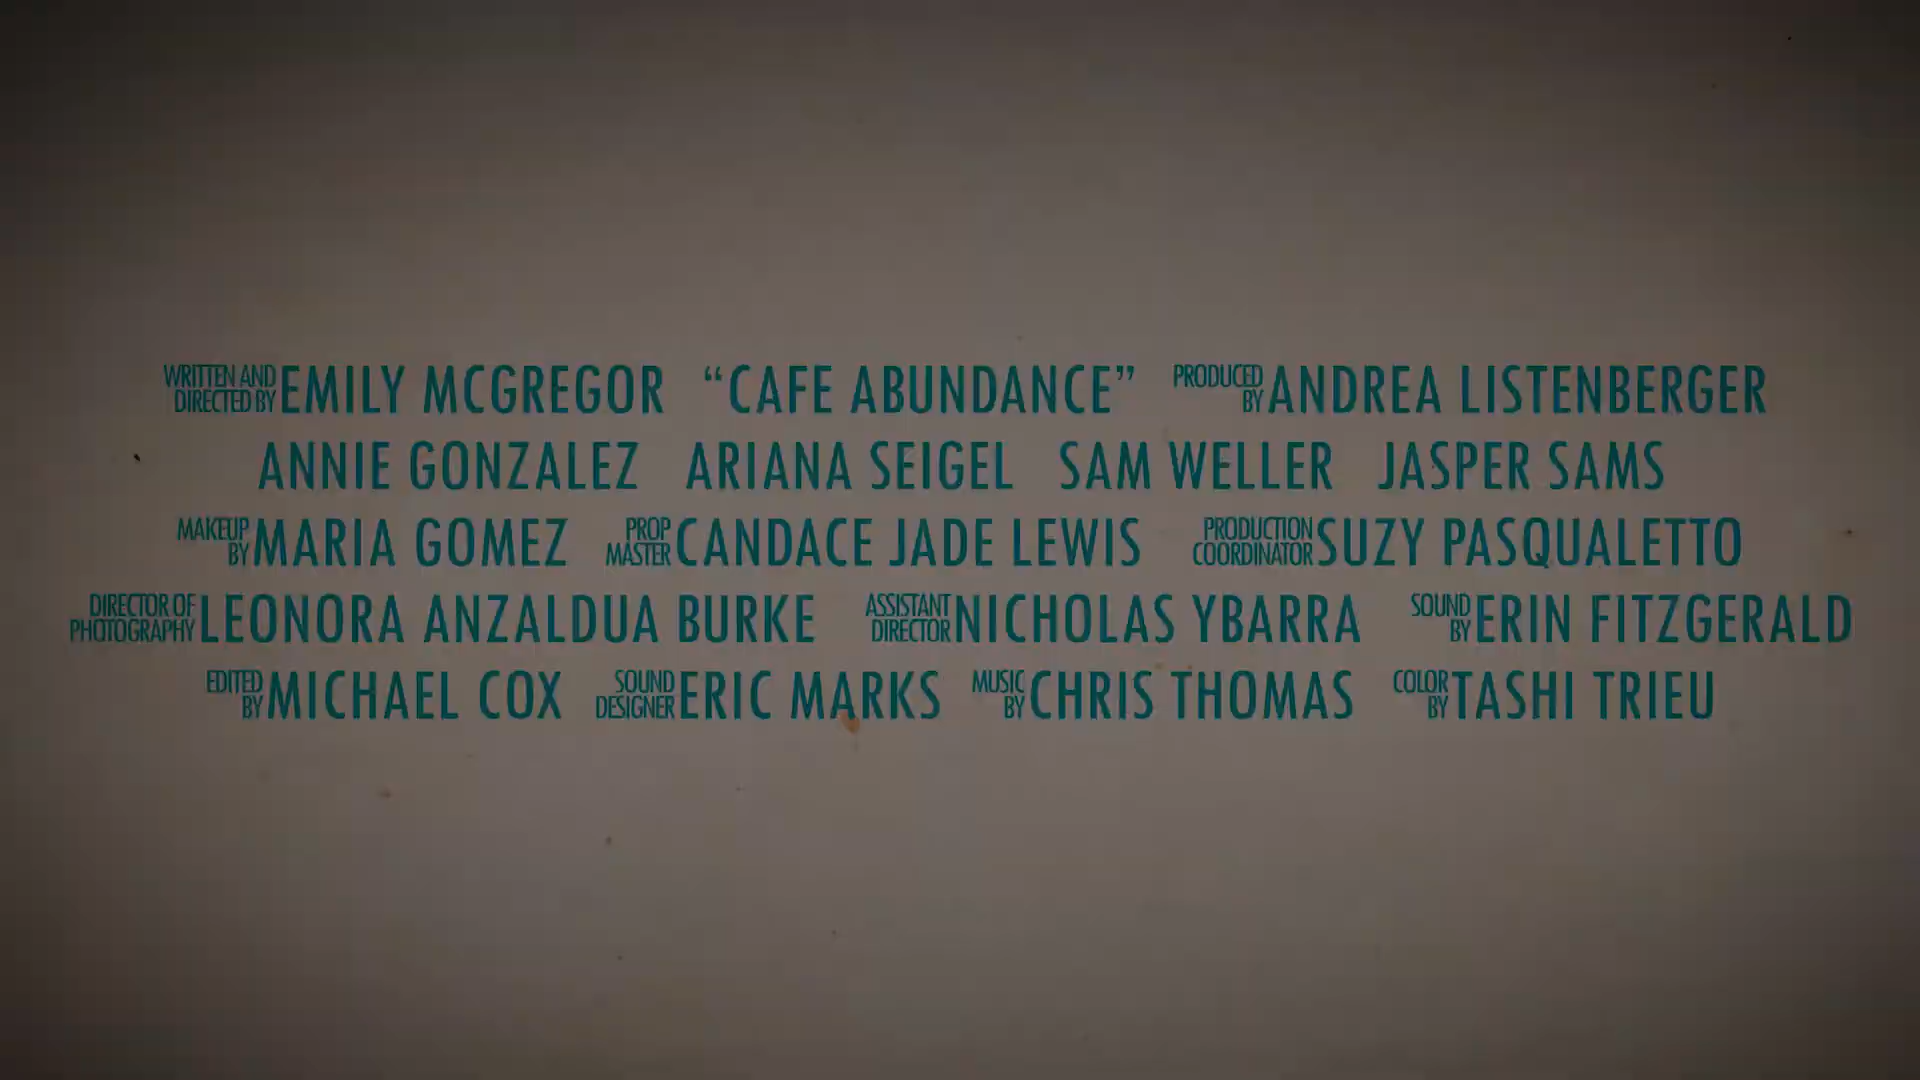 WRITTEN AND DIRECTED BY EMILY MCGREGOR “CAFE ABUNDANCE” PRODUCED BY ANDREA LISTENBERGER
ANNIE GONZALEZ ARIANA SEIGEL SAM WELLER JASPER SAMS
MAKEUP BY MARIA GOMEZ PROP MASTER CANDACE JADE LEWIS PRODUCTION COORDINATOR SUZY PASQUALETTO
DIRECTOR OF PHOTOGRAPHY LEONORA ANZALDUA BURKE ASSISTANT DIRECTOR NICHOLAS YBARRA SOUND BY ERIN FITZGERALD
EDITED BY MICHAEL COX SOUND DESIGNER ERIC MARKS MUSIC BY CHRIS THOMAS COLOR BY TASHI TRIEU